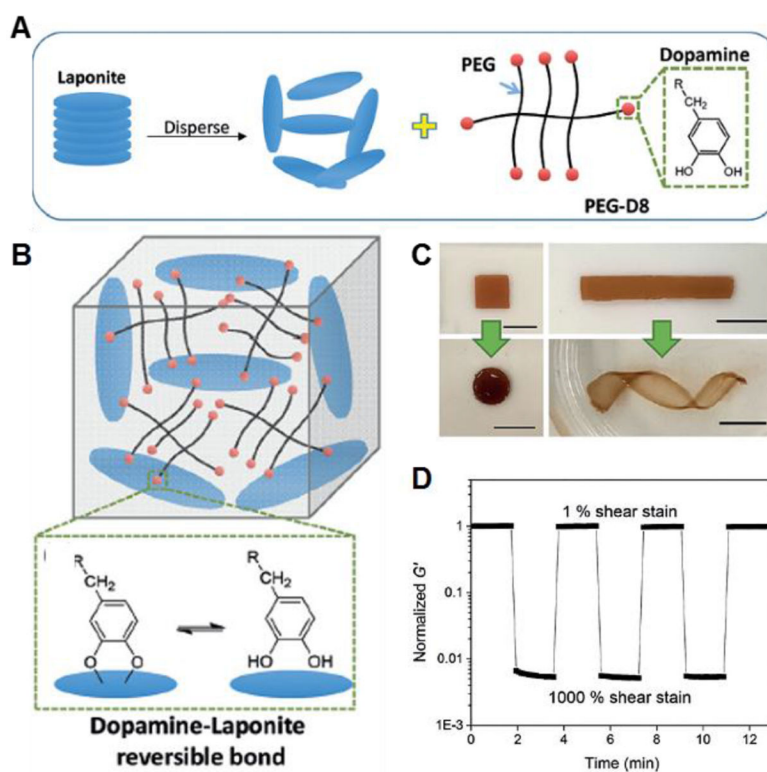 A
Laponite
Disperse
PEG
Dopamine
R
CH2
HO
OH
PEG-D8
B
R
CH2
O
O
R
CH2
HO
OH
Dopamine-Laponite
reversible bond
C
D
Normalized G'
1
0.1
0.01
1E-3
1 % shear stain
1000 % shear stain
0
2
4
6
8
10
12
Time (min)